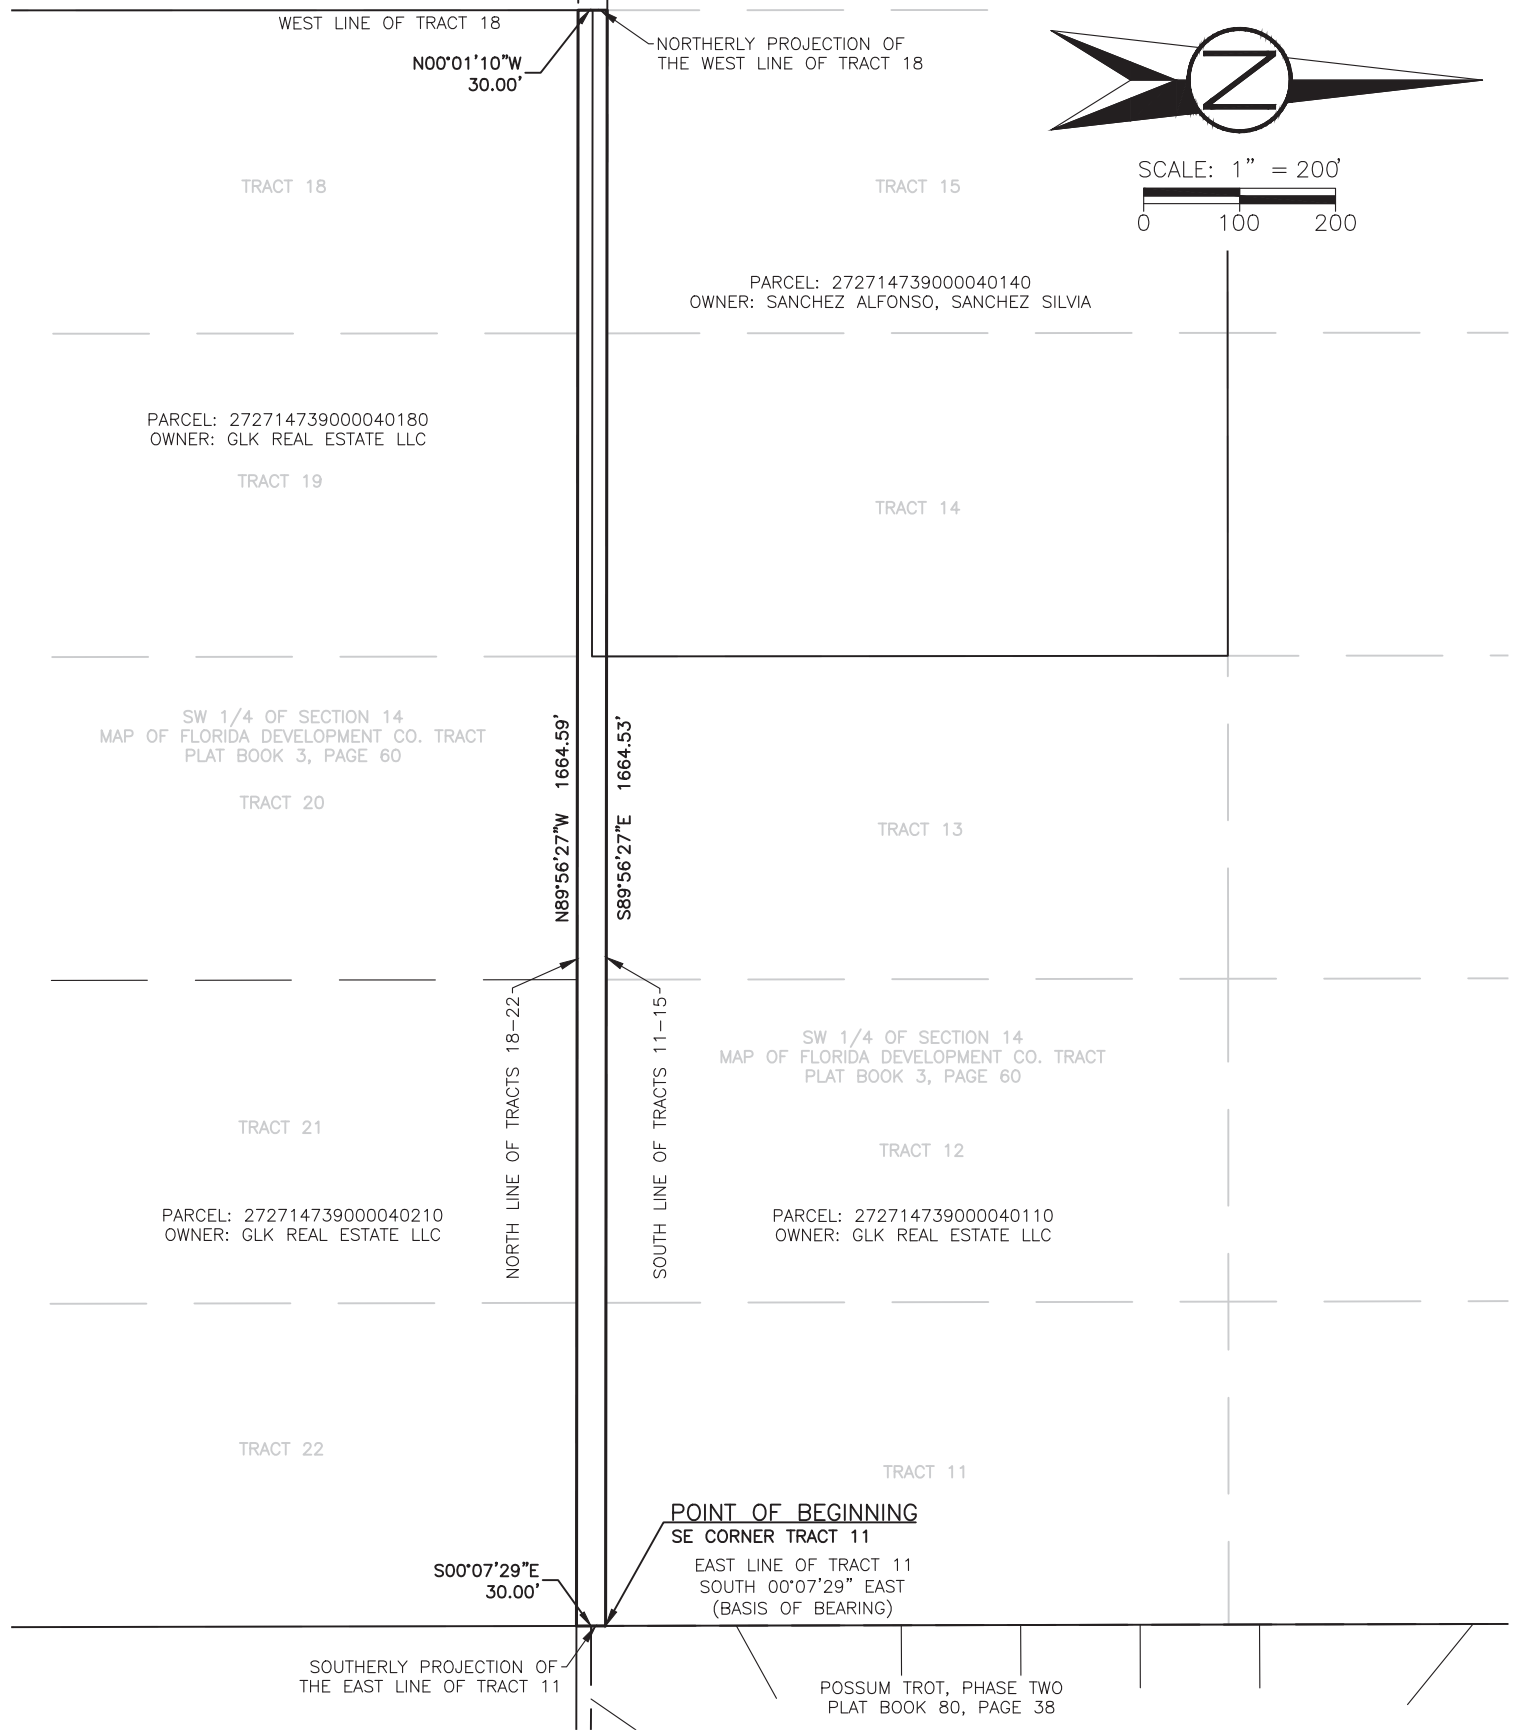 WEST LINE OF TRACT 18
N00°01'10"W
30.00'
NORTHERLY PROJECTION OF
THE WEST LINE OF TRACT 18
N
SCALE: 1" = 200'
0 100 200
TRACT 18
TRACT 15
PARCEL: 272714739000040140
OWNER: SANCHEZ ALFONSO, SANCHEZ SILVIA
PARCEL: 272714739000040180
OWNER: GLK REAL ESTATE LLC
TRACT 19
TRACT 14
SW 1/4 OF SECTION 14
MAP OF FLORIDA DEVELOPMENT CO. TRACT
PLAT BOOK 3, PAGE 60
TRACT 20
N89°56'27"W 1664.59'
S89°56'27"E 1664.53'
TRACT 13
NORTH LINE OF TRACTS 18-22
SOUTH LINE OF TRACTS 11-15
SW 1/4 OF SECTION 14
MAP OF FLORIDA DEVELOPMENT CO. TRACT
PLAT BOOK 3, PAGE 60
TRACT 21
TRACT 12
PARCEL: 272714739000040210
OWNER: GLK REAL ESTATE LLC
PARCEL: 272714739000040110
OWNER: GLK REAL ESTATE LLC
TRACT 22
TRACT 11
POINT OF BEGINNING
SE CORNER TRACT 11
EAST LINE OF TRACT 11
SOUTH 00°07'29" EAST
(BASIS OF BEARING)
S00°07'29"E
30.00'
SOUTHERLY PROJECTION OF
THE EAST LINE OF TRACT 11
POSSUM TROT, PHASE TWO
PLAT BOOK 80, PAGE 38